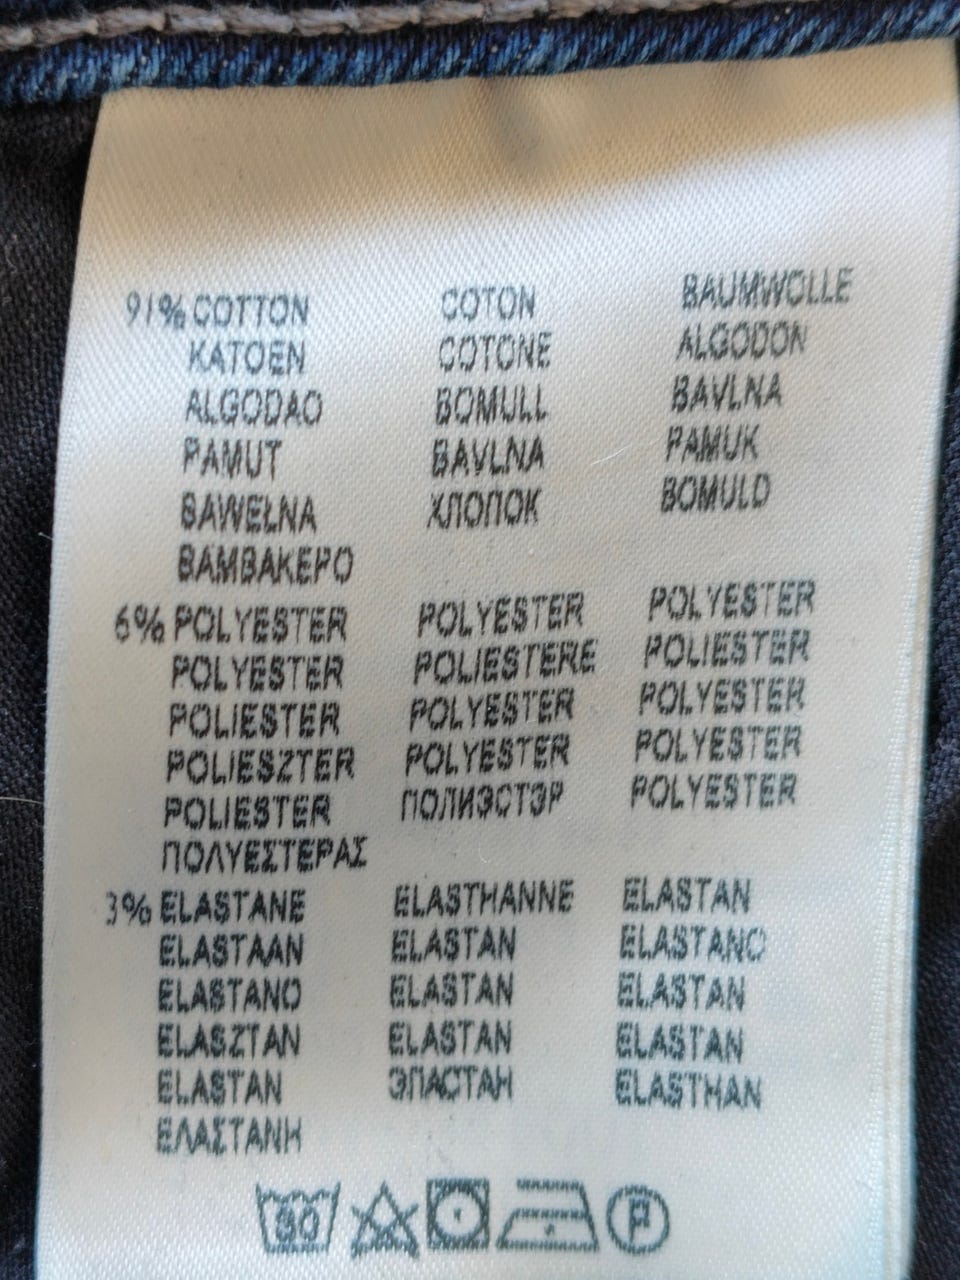 91% COTTON COTON BAUMWOLLE
KATOEN COTONE ALGODON
ALGODAO BOMULL BAVLNA
PAMUT BAVLNA PAMUK
BAWEŁNA ХЛОПОК BOMULD
ΒΑΜΒΑΚΕΡΟ
6% POLYESTER POLYESTER POLYESTER
POLYESTER POLIESTERE POLIESTER
POLIESTER POLYESTER POLYESTER
POLIESZTER POLYESTER POLYESTER
POLIESTER ПОЛИЭСТЭР POLYESTER
ΠΟΛΥΕΣΤΕΡΑΣ
3% ELASTANE ELASTHANNE ELASTAN
ELASTAAN ELASTAN ELASTANO
ELASTANO ELASTAN ELASTAN
ELASZTAN ELASTAN ELASTAN
ELASTAN ЭЛАСТАН ELASTHAN
ΕΛΑΣΤΑΝΗ
30 P